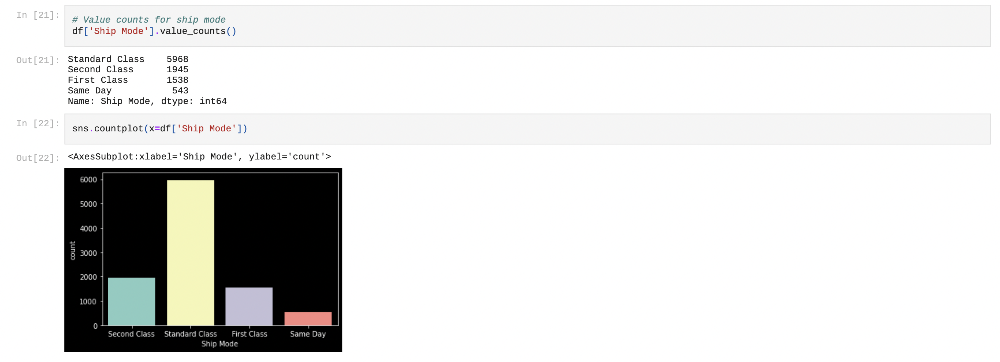 In [21]:
# Value counts for ship mode
df['Ship Mode'].value_counts()
Out[21]:
Standard Class    5968
Second Class      1945
First Class       1538
Same Day           543
Name: Ship Mode, dtype: int64
In [22]:
sns.countplot(x=df['Ship Mode'])
Out[22]:
<AxesSubplot:xlabel='Ship Mode', ylabel='count'>
6000
5000
4000
3000
2000
1000
0
count
Second Class Standard Class First Class Same Day
Ship Mode